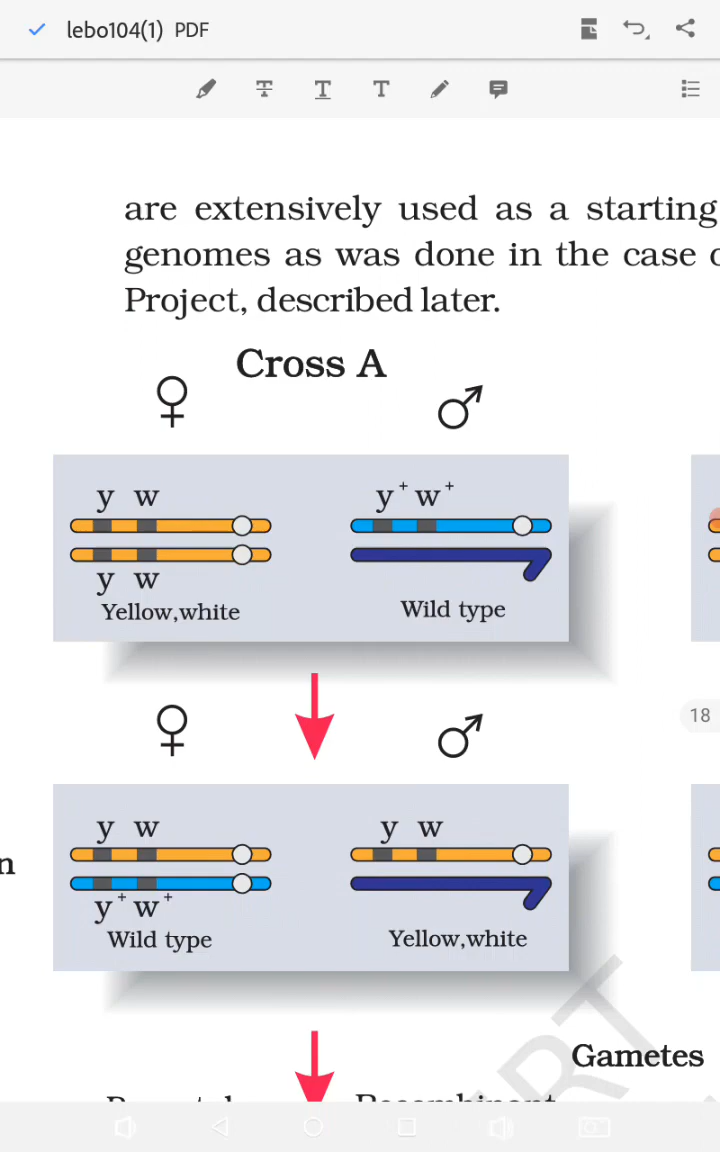 lebo104(1) PDF
are extensively used as a starting
genomes as was done in the case
Project, described later.
Cross A
♀ ♂
y w y⁺ w⁺
y w
Yellow,white Wild type
18
♀ ♂
y w y w
n
y⁺ w⁺
Wild type Yellow,white
Gametes